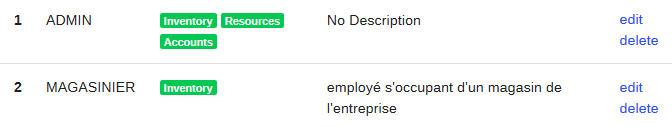 1 ADMIN Inventory Resources No Description edit
Accounts delete
2 MAGASINIER Inventory employé s'occupant d'un magasin de edit
l'entreprise delete